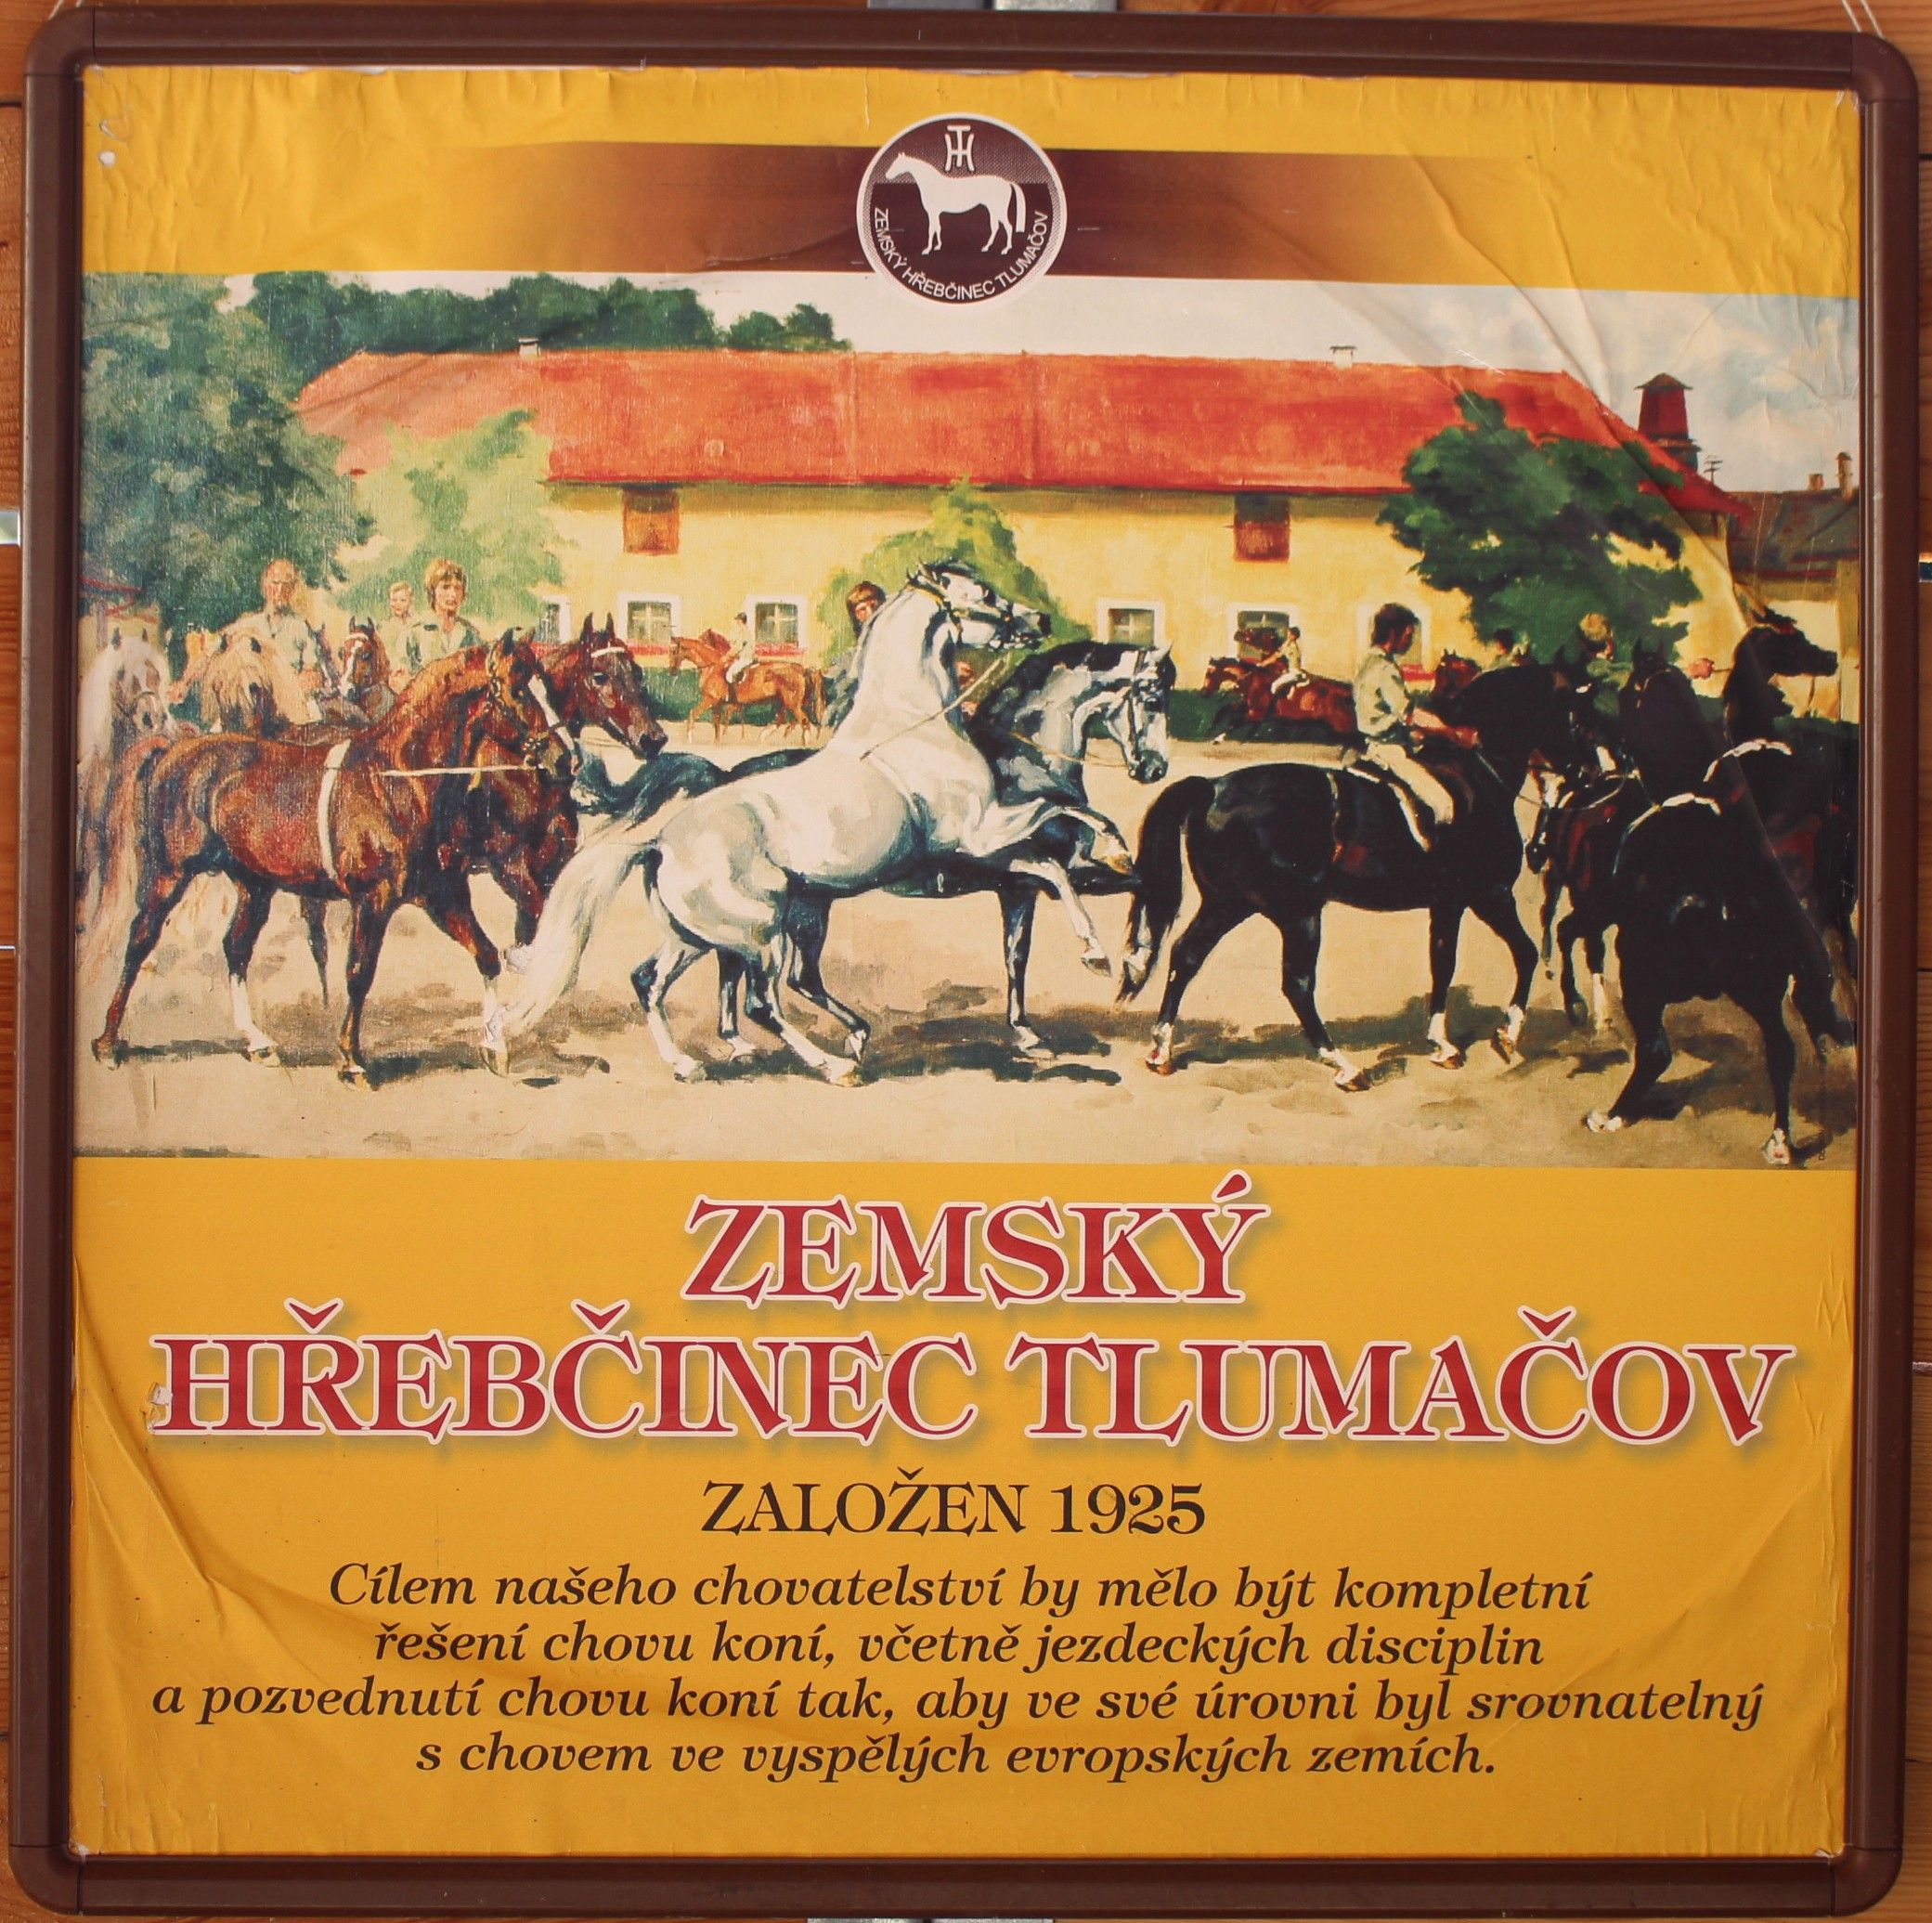 TH
ZEMSKÝ HŘEBČINEC TLUMAČOV
ZEMSKÝ
HŘEBČINEC TLUMAČOV
ZALOŽEN 1925
Cílem našeho chovatelství by mělo být kompletní
řešení chovu koní, včetně jezdeckých disciplin
a pozvednutí chovu koní tak, aby ve své úrovni byl srovnatelný
s chovem ve vyspělých evropských zemích.